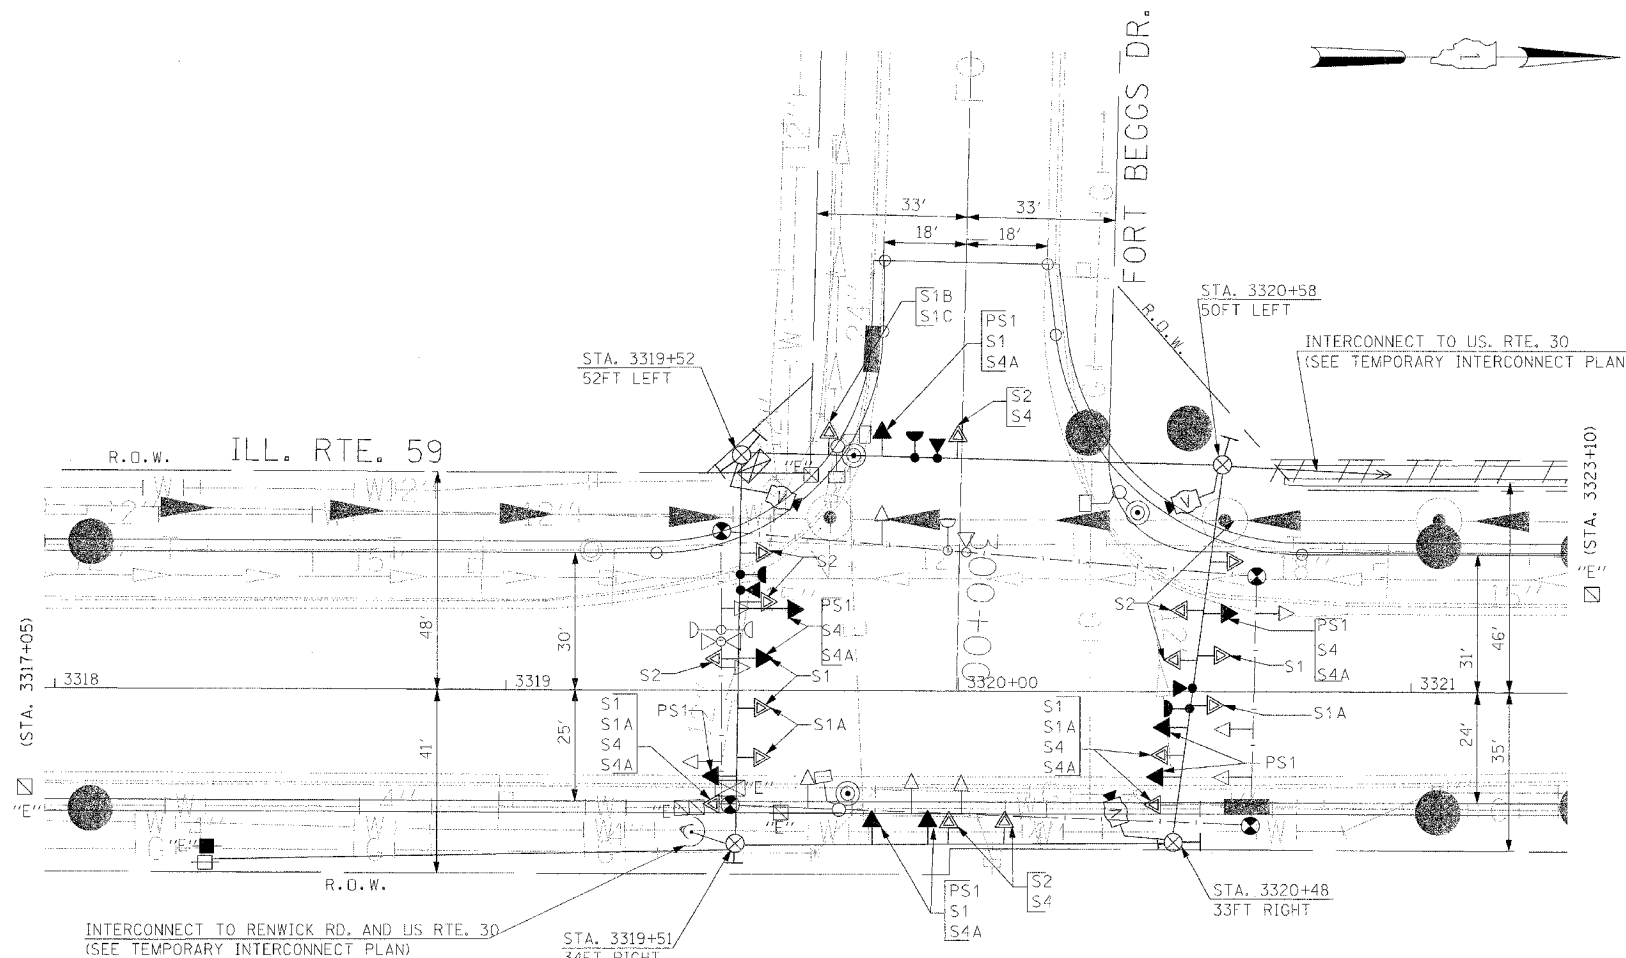 FORT BEGGS DR.
33' 33'
18' 18'
S1B
S1C
PS1
S1
S4A
STA. 3320+58
50FT LEFT
R.O.W.
INTERCONNECT TO US. RTE. 30
(SEE TEMPORARY INTERCONNECT PLAN
STA. 3319+52
52FT LEFT
S2
S4
R.O.W.
ILL. RTE. 59
"E"
(STA. 3323+10)
"E"
S2
PS1
S4
S4A
S2
S1
S2
PS1
S4
S4A
S1
48'
30'
31'
46'
(STA. 3317+05)
3318
3319
3320+00
300+00
3321
"E"
41'
25'
S1
S1A
S4
S4A
PS1
S1A
S1
S1A
S4
S4A
PS1
S1A
24'
35'
"E"
"E"
"E"
"E"
R.O.W.
PS1
S1
S4A
S2
S4
STA. 3320+48
33FT RIGHT
INTERCONNECT TO RENWICK RD. AND US RTE. 30
(SEE TEMPORARY INTERCONNECT PLAN)
STA. 3319+51
34FT RIGHT